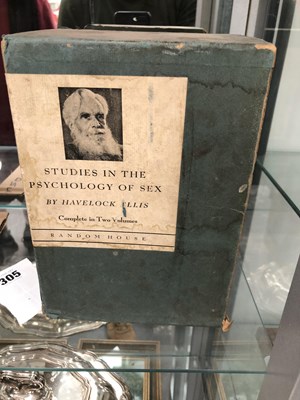 STUDIES IN THE
PSYCHOLOGY OF SEX
BY HAVELOCK ELLIS
Complete in Two Volumes
RANDOM HOUSE
305